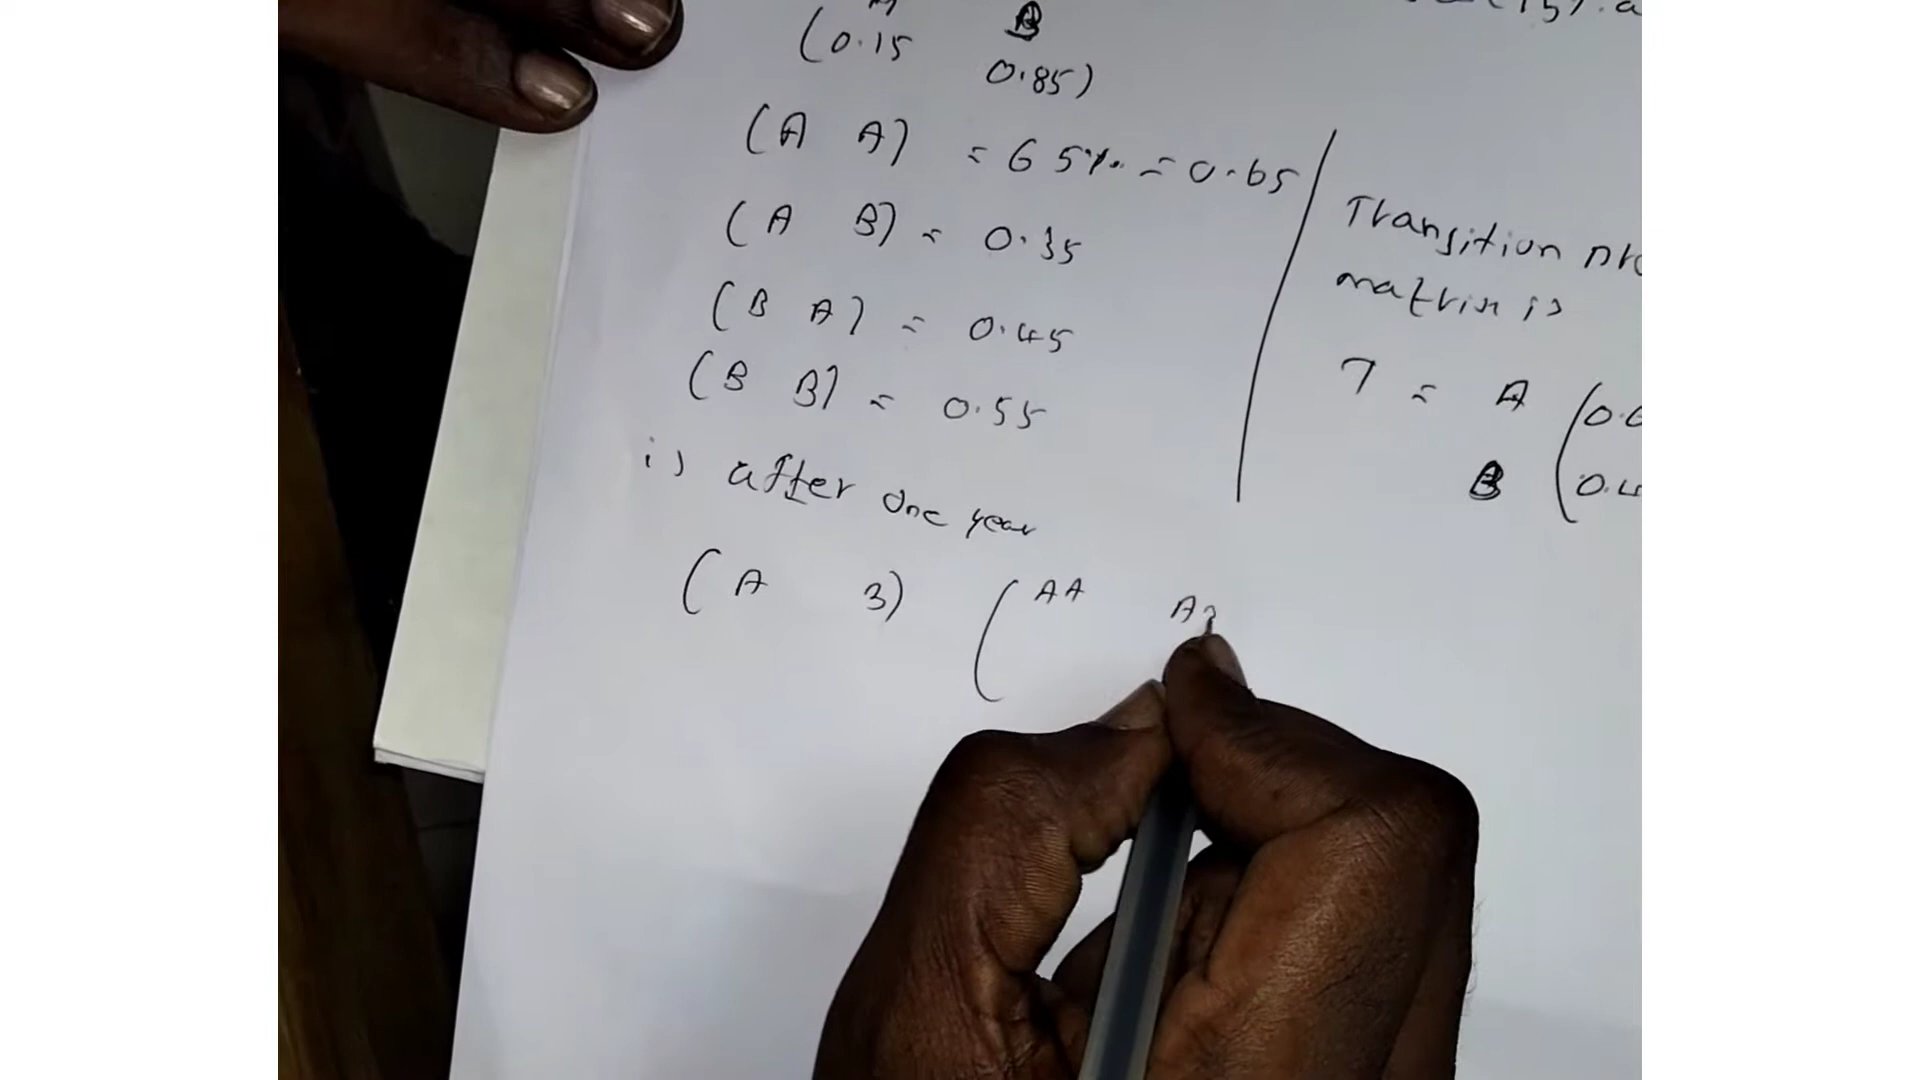 A B
(0.15 0.85)
(A A) = 65% = 0.65
(A B) = 0.35
(B A) = 0.45
(B B) = 0.55
i) after one year
(A B) ( AA
Transition
matrix is
T = A
B